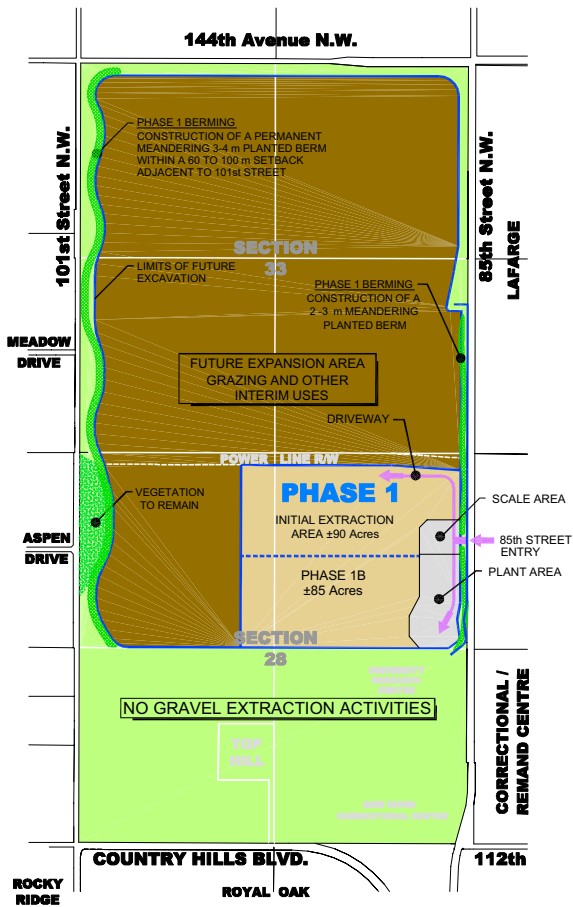 144th Avenue N.W.
PHASE 1 BERMING
CONSTRUCTION OF A PERMANENT
MEANDERING 3-4 m PLANTED BERM
WITHIN A 60 TO 100 m SETBACK
ADJACENT TO 101st STREET
101st Street N.W.
85th Street N.W.
LAFARGE
SECTION
33
LIMITS OF FUTURE
EXCAVATION
PHASE 1 BERMING
CONSTRUCTION OF A
2 -3 m MEANDERING
PLANTED BERM
MEADOW
DRIVE
FUTURE EXPANSION AREA
GRAZING AND OTHER
INTERIM USES
DRIVEWAY
POWER LINE R/W
PHASE 1
VEGETATION
TO REMAIN
SCALE AREA
INITIAL EXTRACTION
AREA ±90 Acres
ASPEN
DRIVE
85th STREET
ENTRY
PHASE 1B
±85 Acres
PLANT AREA
SECTION
28
NO GRAVEL EXTRACTION ACTIVITIES
CORRECTIONAL /
REMAND CENTRE
TOP
HILL
COUNTRY HILLS BLVD.
112th
ROCKY
RIDGE
ROYAL OAK